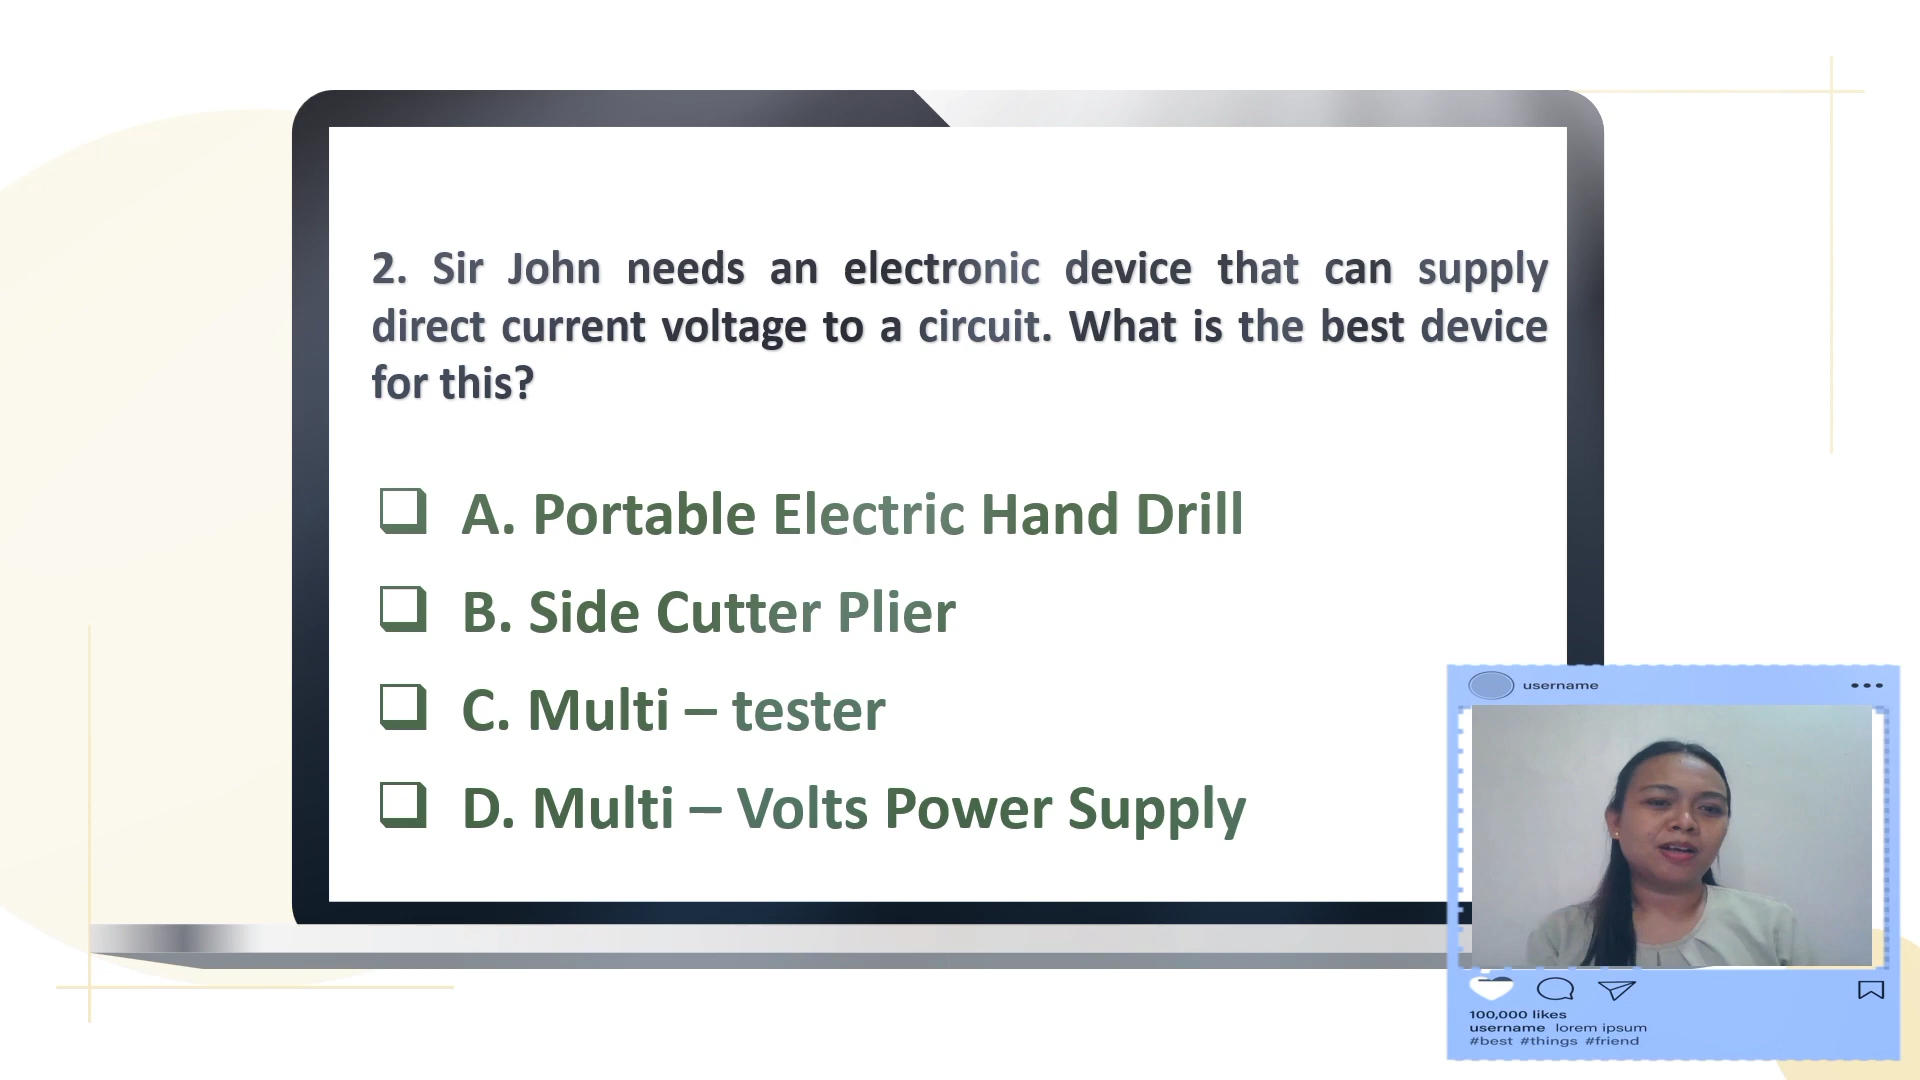 2. Sir John needs an electronic device that can supply
direct current voltage to a circuit. What is the best device
for this?
A. Portable Electric Hand Drill
B. Side Cutter Plier
C. Multi – tester
D. Multi – Volts Power Supply
username
100,000 likes
username lorem ipsum
#best #things #friend